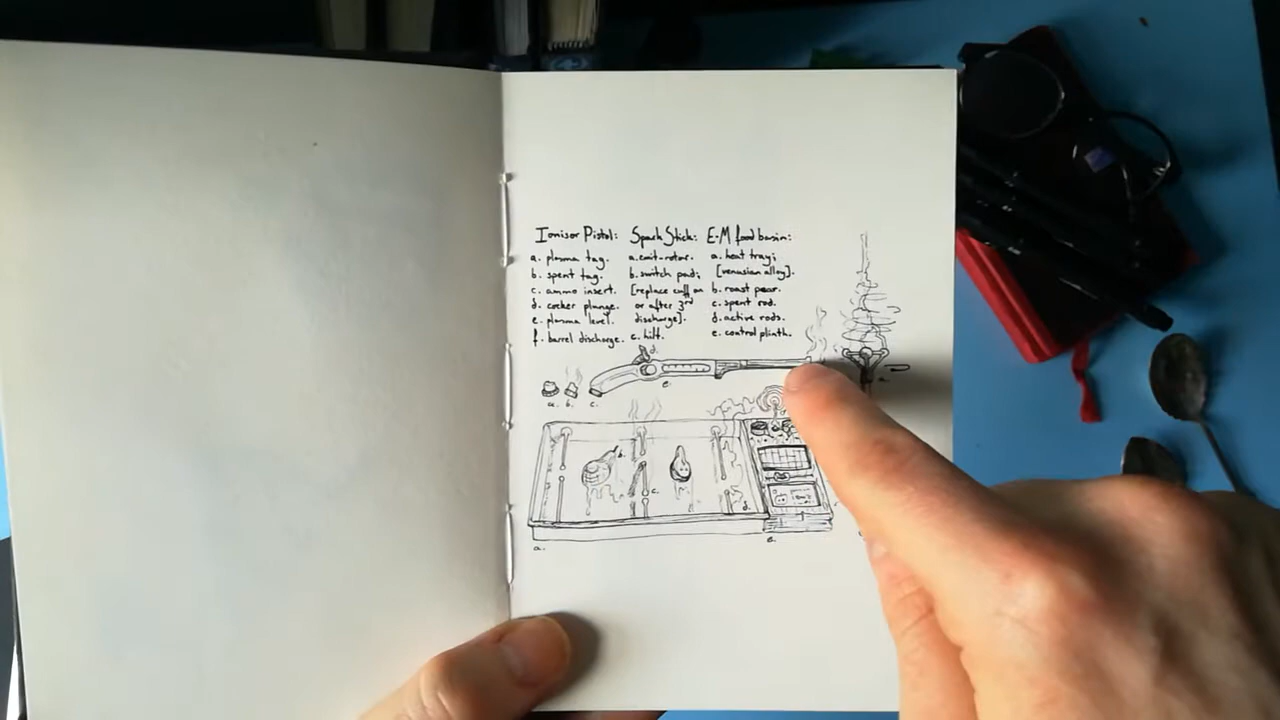 Ionisor Pistol:
a. plasma tag.
b. spent tag.
c. ammo insert.
d. cocker plunge.
e. plasma level.
f. barrel discharge.
Spark Stick:
a. emit-rotor.
b. switch pad;
[replace cuff on
or after 3rd
discharge].
c. hilt.
E-M food basin:
a. heat tray;
[venusian alloy].
b. roast pear.
c. spent rod.
d. active rods.
e. control plinth.
d.
a. b. c.
e.
a.
b.
c.
d.
a.
e.